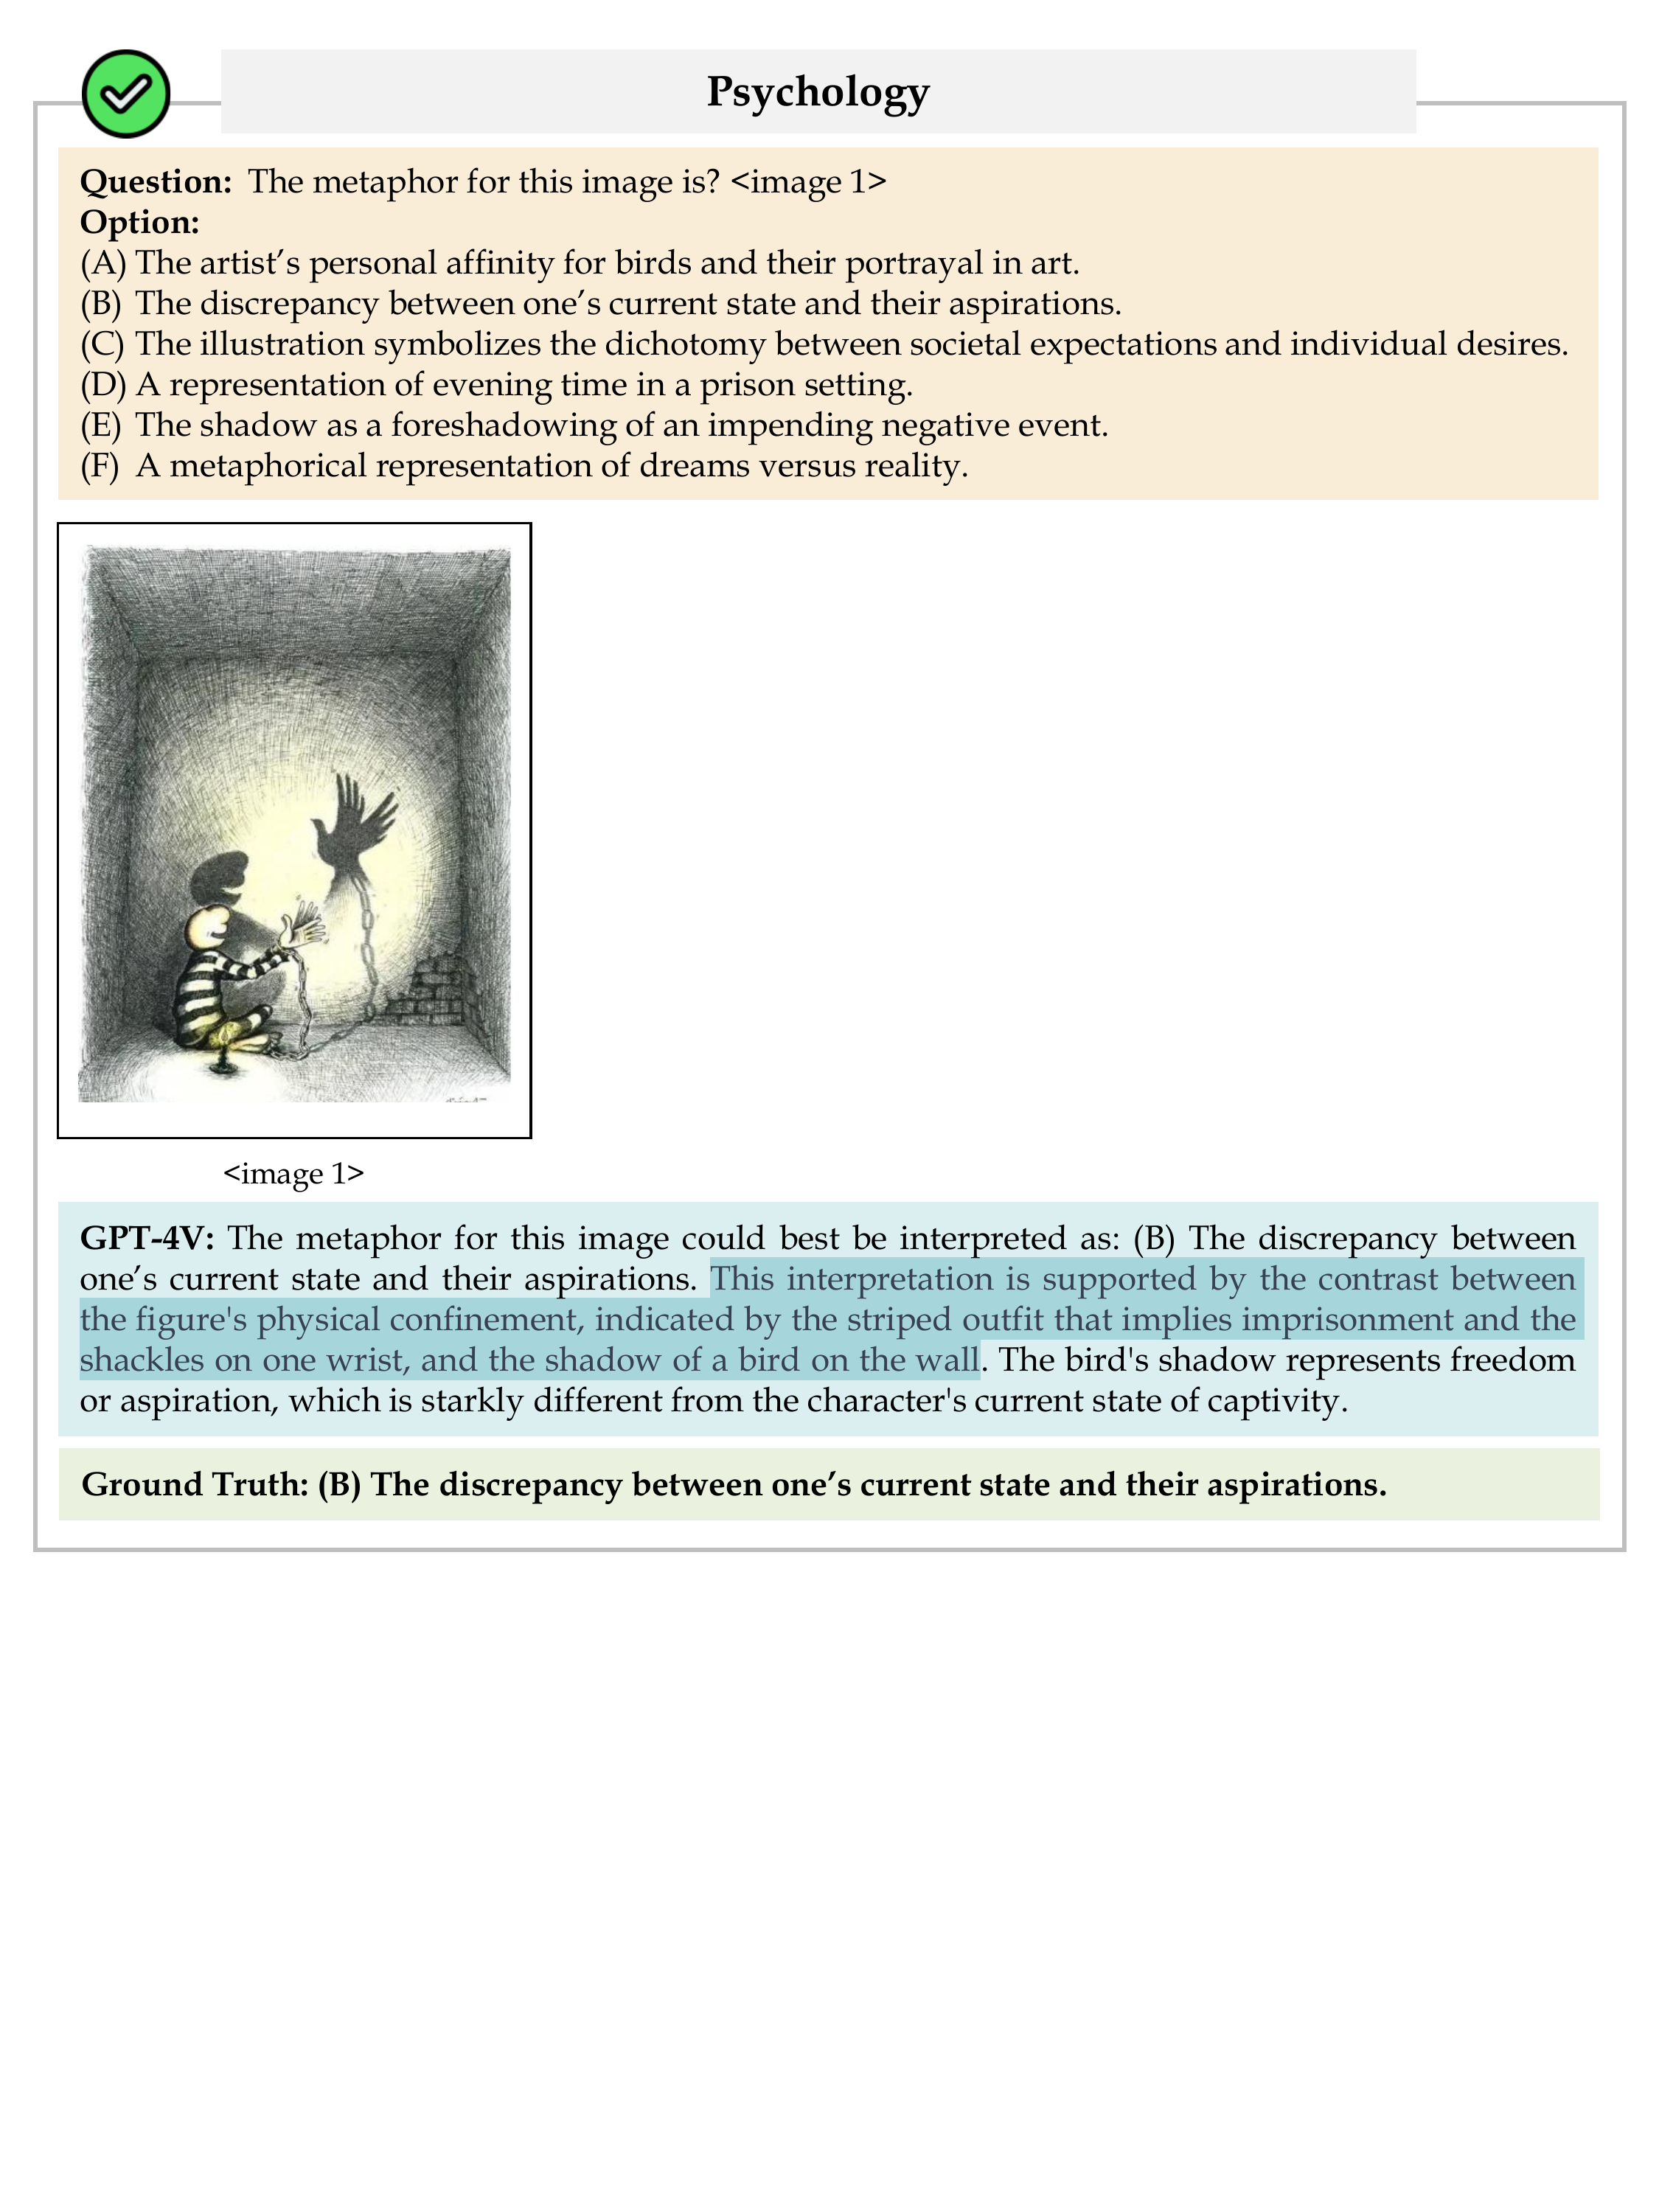 Psychology
Question: The metaphor for this image is? <image 1>
Option:
(A) The artist’s personal affinity for birds and their portrayal in art.
(B) The discrepancy between one’s current state and their aspirations.
(C) The illustration symbolizes the dichotomy between societal expectations and individual desires.
(D) A representation of evening time in a prison setting.
(E) The shadow as a foreshadowing of an impending negative event.
(F) A metaphorical representation of dreams versus reality.
<image 1>
GPT-4V: The metaphor for this image could best be interpreted as: (B) The discrepancy between
one’s current state and their aspirations. This interpretation is supported by the contrast between
the figure's physical confinement, indicated by the striped outfit that implies imprisonment and the
shackles on one wrist, and the shadow of a bird on the wall. The bird's shadow represents freedom
or aspiration, which is starkly different from the character's current state of captivity.
Ground Truth: (B) The discrepancy between one’s current state and their aspirations.